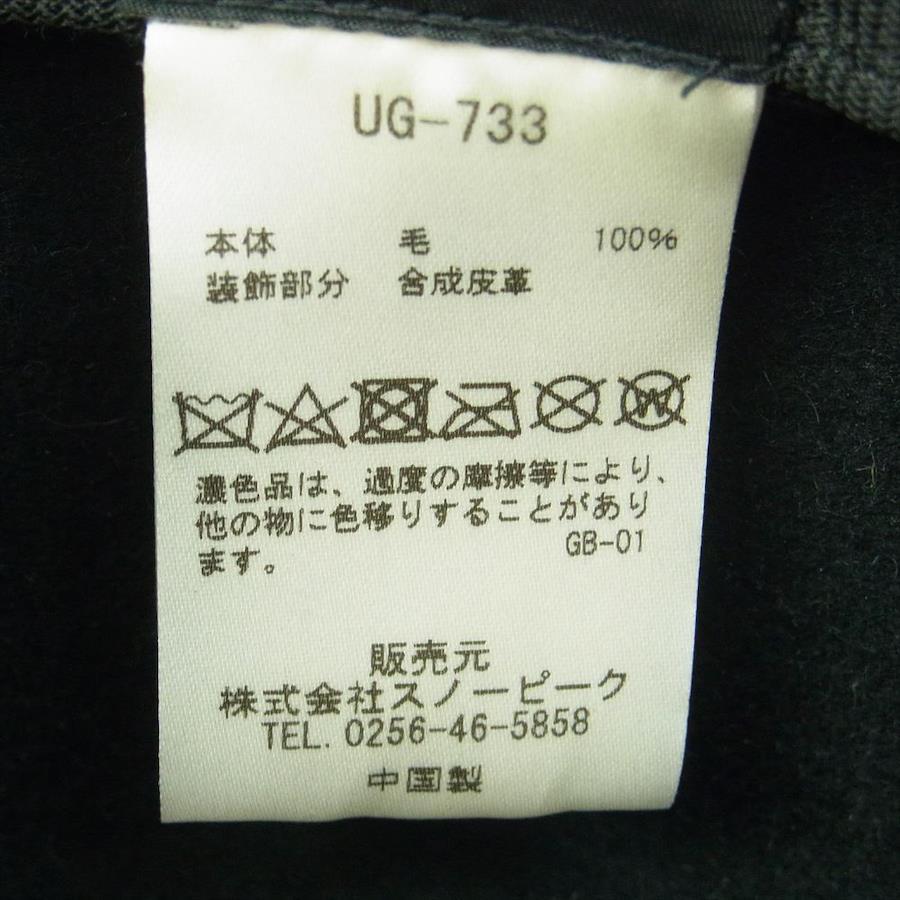 UG-733
本体 毛 100%
装飾部分 合成皮革
W
濃色品は、過度の摩擦等により、
他の物に色移りすることがあり
ます。 GB-01
販売元
株式会社スノーピーク
TEL. 0256-46-5858
中国製